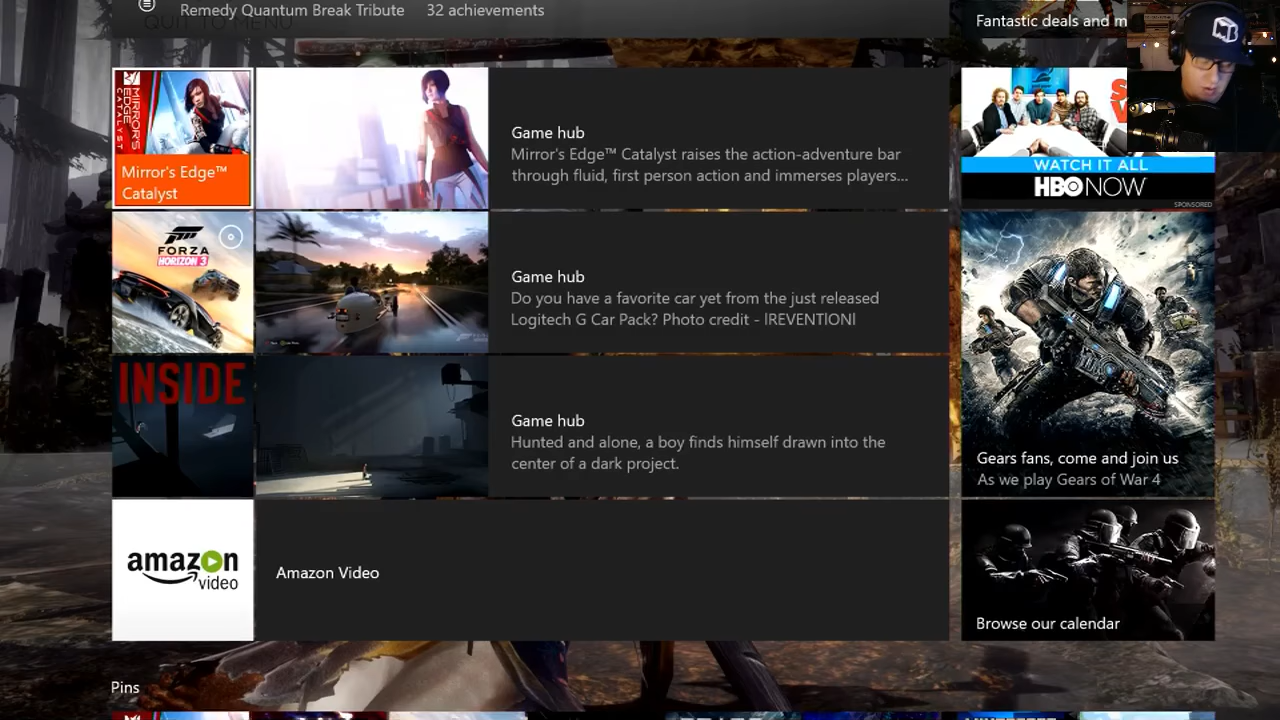 QUIT TO MENU
Remedy Quantum Break Tribute 32 achievements
Fantastic deals and m
MIRROR'S EDGE CATALYST
Mirror's Edge™
Catalyst
Game hub
Mirror's Edge™ Catalyst raises the action-adventure bar
through fluid, first person action and immerses players...
WATCH IT ALL
HBO NOW
SPONSORED
FORZA
HORIZON 3
Game hub
Do you have a favorite car yet from the just released
Logitech G Car Pack? Photo credit - IREVENTIONI
INSIDE
Game hub
Hunted and alone, a boy finds himself drawn into the
center of a dark project.
Gears fans, come and join us
As we play Gears of War 4
amazon
video
Amazon Video
Browse our calendar
Pins